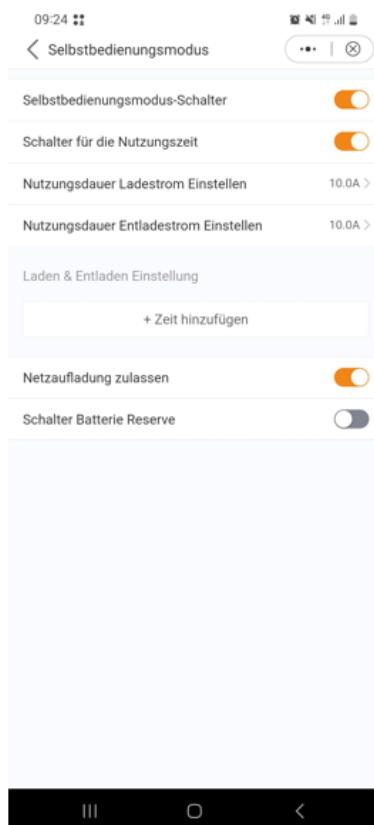 09:24
Selbstbedienungsmodus
Selbstbedienungsmodus-Schalter
Schalter für die Nutzungszeit
Nutzungsdauer Ladestrom Einstellen 10.0A
Nutzungsdauer Entladestrom Einstellen 10.0A
Laden & Entladen Einstellung
+ Zeit hinzufügen
Netzaufladung zulassen
Schalter Batterie Reserve